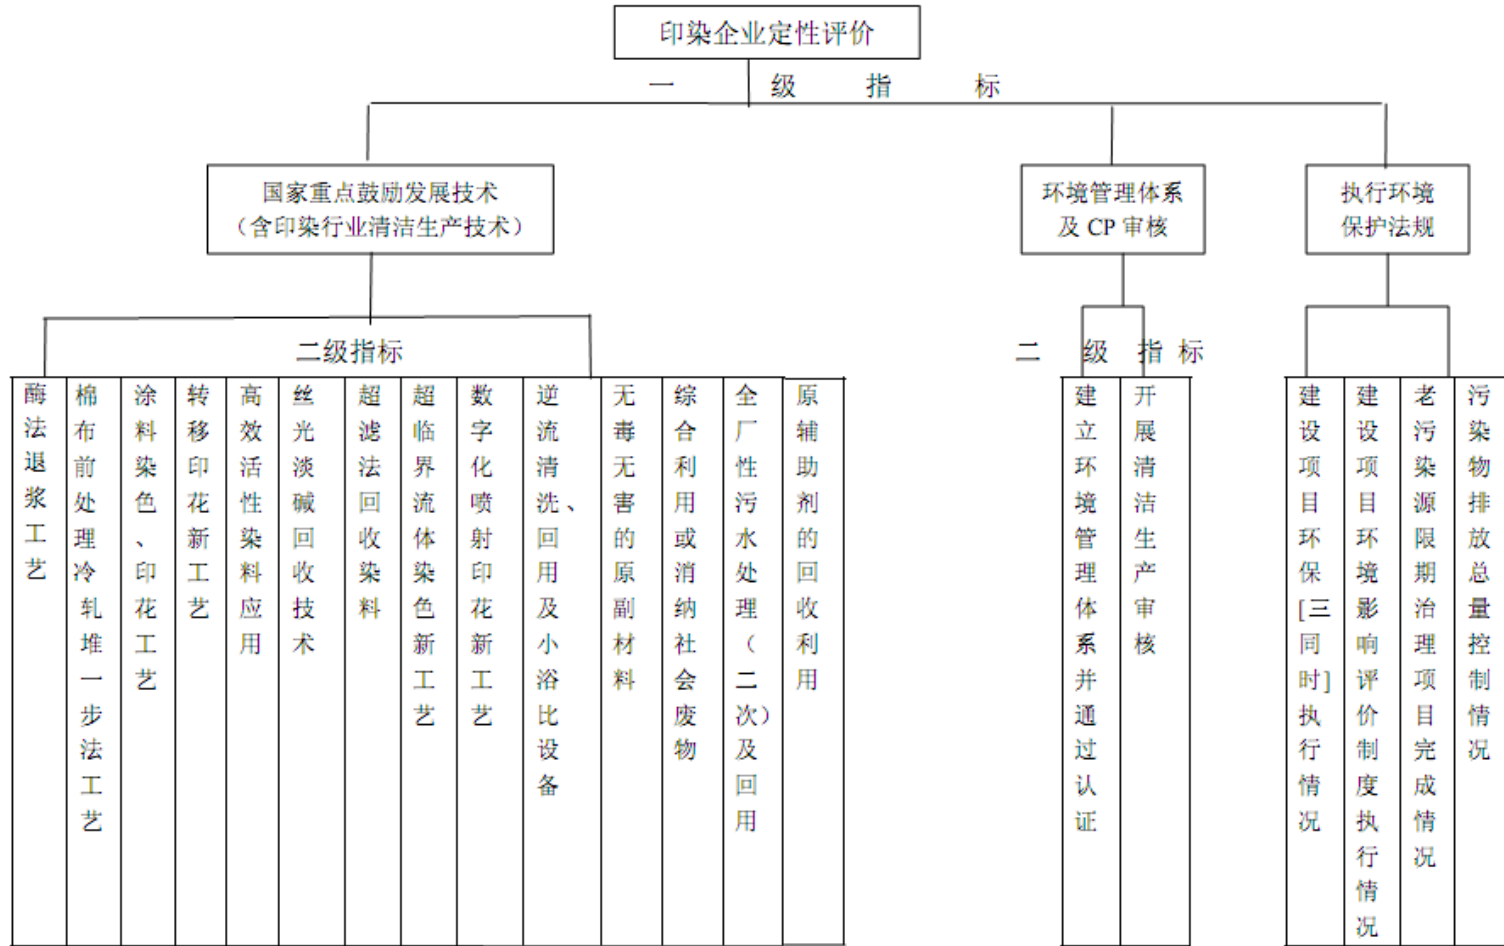 印染企业定性评价
一 级 指 标
国家重点鼓励发展技术
（含印染行业清洁生产技术）
环境管理体系
及 CP 审核
执行环境
保护法规
二级指标
二 级 指 标
酶法退浆工艺
棉布前处理冷轧堆一步法工艺
涂料染色、印花工艺
转移印花新工艺
高效活性染料应用
丝光淡碱回收技术
超滤法回收染料
超临界流体染色新工艺
数字化喷射印花新工艺
逆流清洗、回用及小浴比设备
无毒无害的原副材料
综合利用或消纳社会废物
全厂性污水处理（二次）及回用
原辅助剂的回收利用
建立环境管理体系并通过认证
开展清洁生产审核
建设项目环保[三同时]执行情况
建设项目环境影响评价制度执行情况
老污染源限期治理项目完成情况
污染物排放总量控制情况